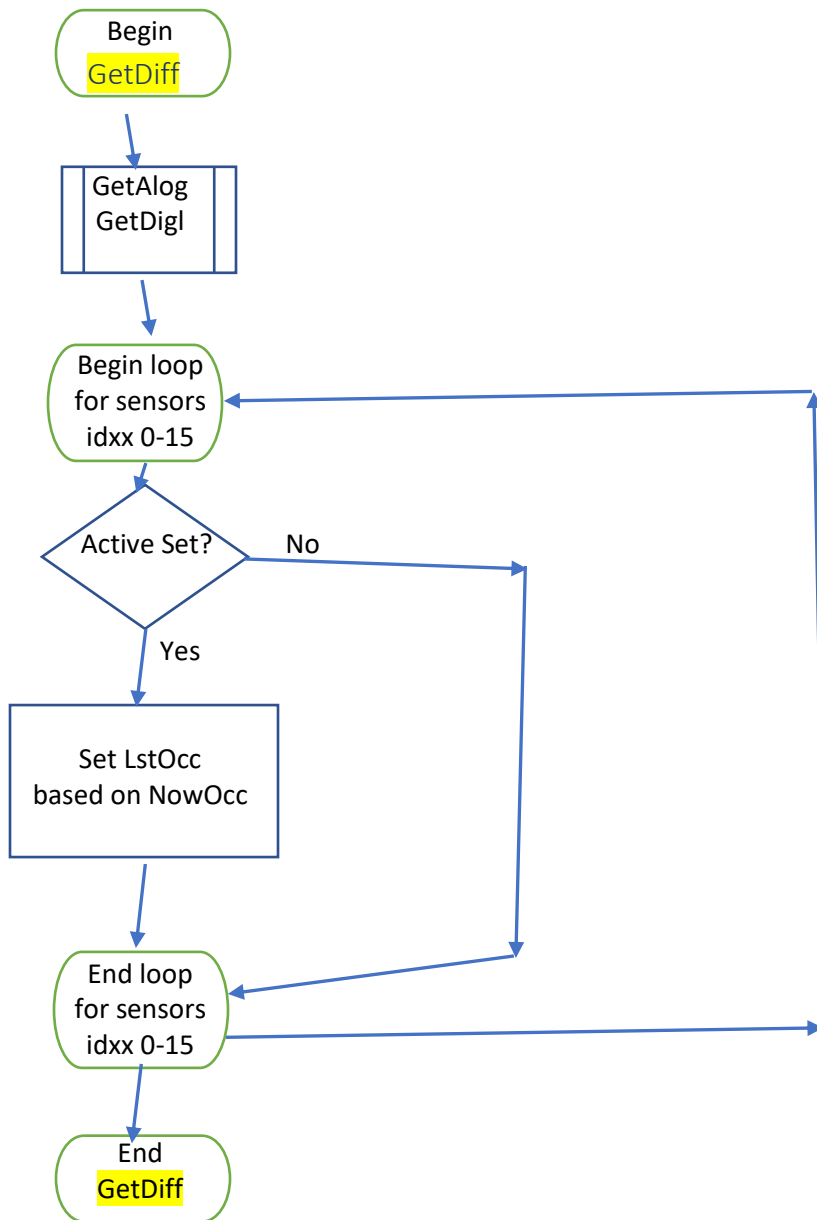 Begin
GetDiff
GetAlog
GetDigl
Begin loop
for sensors
idxx 0-15
Active Set?
No
Yes
Set LstOcc
based on NowOcc
End loop
for sensors
idxx 0-15
End
GetDiff